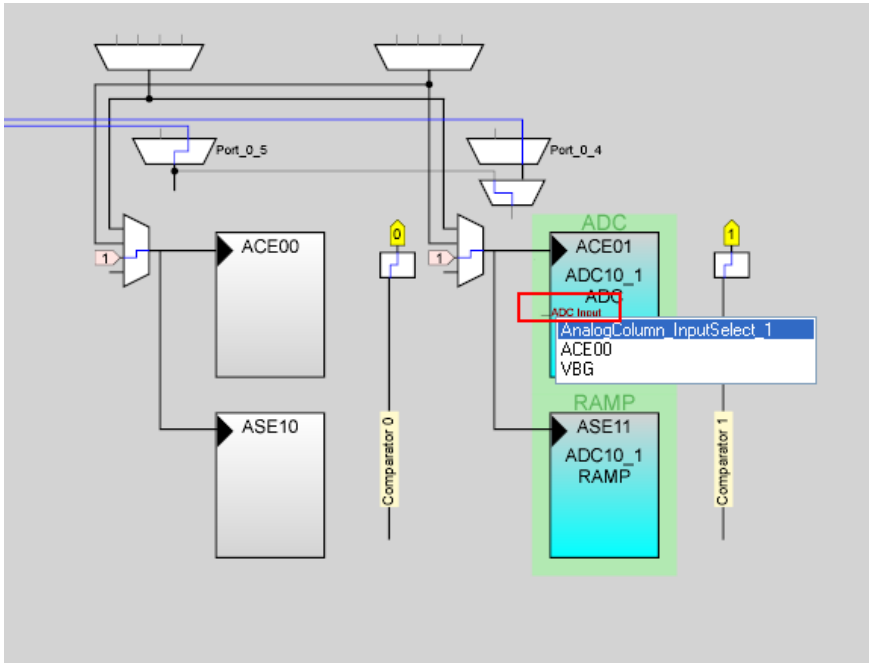 Port_0_5
Port_0_4
ADC
0
1
ACE00
ACE01
1
1
ADC10_1
ADC
ADC Input
AnalogColumn_InputSelect_1
ACE00
VBG
RAMP
ASE10
ASE11
ADC10_1
RAMP
Comparator 0
Comparator 1